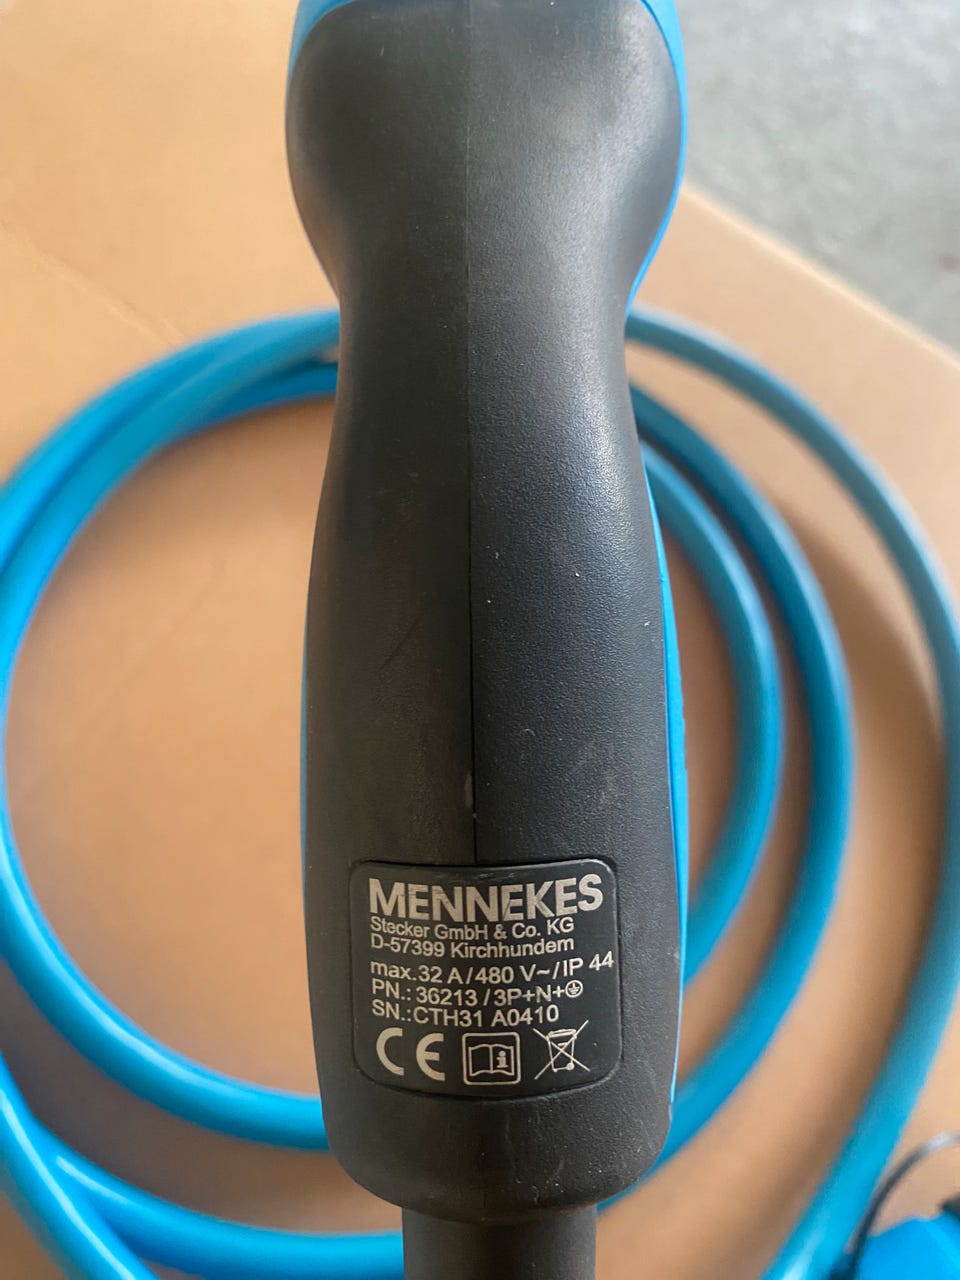 MENNEKES
Stecker GmbH & Co. KG
D-57399 Kirchhundem
max.32 A/480 V~/IP 44
PN.: 36213/3P+N+⏚
SN.:CTH31 A0410
CE